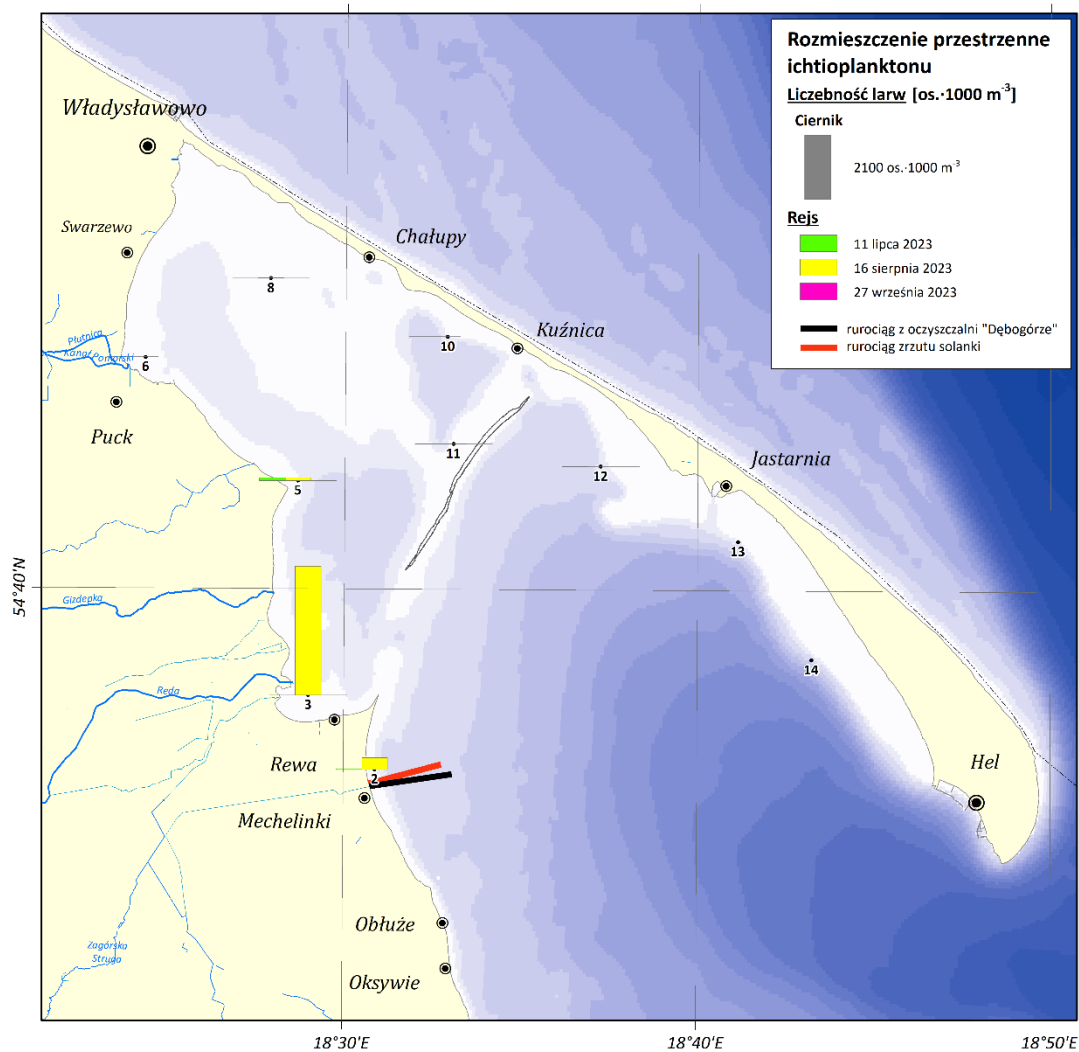 Rozmieszczenie przestrzenne
ichtioplanktonu
Liczebność larw [os.·1000 m-3]
Ciernik
2100 os.·1000 m-3
Rejs
11 lipca 2023
16 sierpnia 2023
27 września 2023
rurociąg z oczyszczalni "Dębogórze"
rurociąg zrzutu solanki
Władysławowo
Swarzewo
Chałupy
8
Kuźnica
10
Płutnica
Kanał Pomorski
6
Puck
11
12
Jastarnia
5
13
54°40'N
Gizdepka
14
Reda
3
Rewa
2
Hel
Mechelinki
Obłuże
Zagórska
Struga
Oksywie
18°30'E
18°40'E
18°50'E